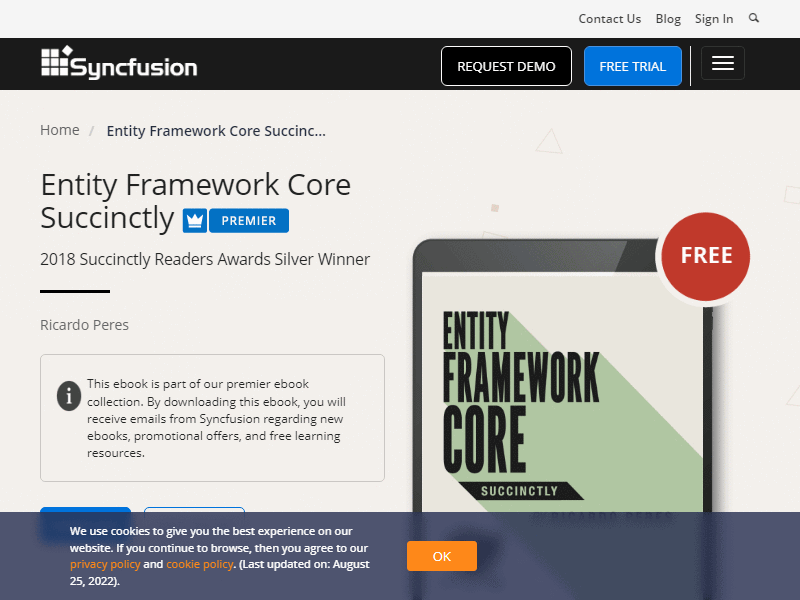 Contact Us Blog Sign In
Syncfusion
REQUEST DEMO
FREE TRIAL
Home / Entity Framework Core Succinc...
Entity Framework Core
Succinctly PREMIER
2018 Succinctly Readers Awards Silver Winner
Ricardo Peres
This ebook is part of our premier ebook
collection. By downloading this ebook, you will
receive emails from Syncfusion regarding new
ebooks, promotional offers, and free learning
resources.
FREE
ENTITY
FRAMEWORK
CORE
SUCCINCTLY
BY RICARDO PERES
We use cookies to give you the best experience on our
website. If you continue to browse, then you agree to our
privacy policy and cookie policy. (Last updated on: August
25, 2022).
OK